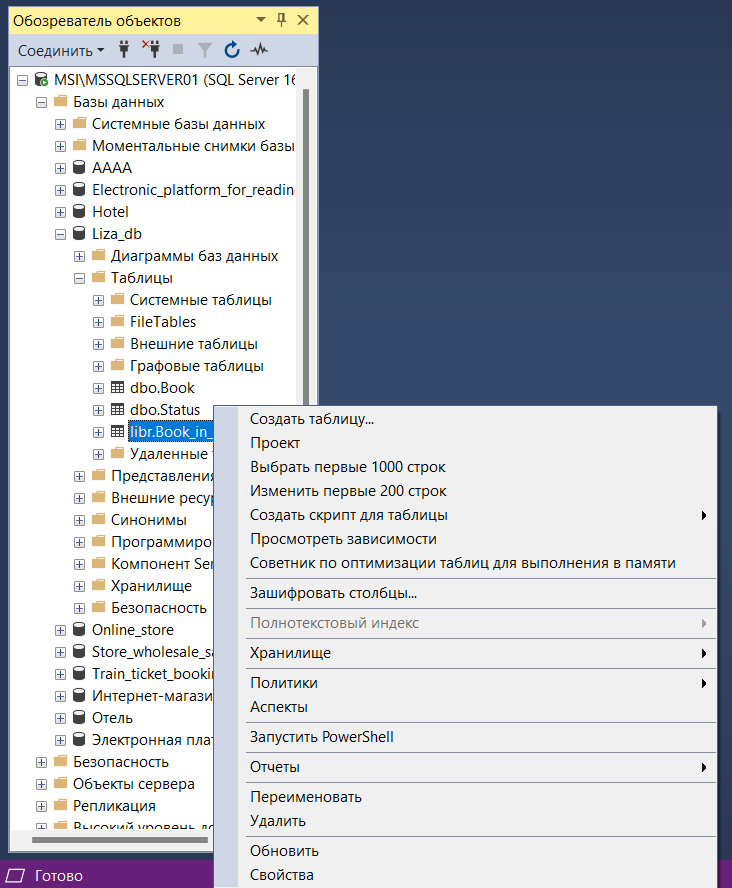 Обозреватель объектов
Соединить
MSI\MSSQLSERVER01 (SQL Server 16
Базы данных
Системные базы данных
Моментальные снимки базы
AAAA
Electronic_platform_for_readin
Hotel
Liza_db
Диаграммы баз данных
Таблицы
Системные таблицы
FileTables
Внешние таблицы
Графовые таблицы
dbo.Book
dbo.Status
libr.Book_in_
Удаленные
Представления
Внешние ресу
Синонимы
Программиро
Компонент Ser
Хранилище
Безопасность
Online_store
Store_wholesale_sa
Train_ticket_bookin
Интернет-магази
Отель
Электронная плат
Безопасность
Объекты сервера
Репликация
Высокий уровень до
Создать таблицу...
Проект
Выбрать первые 1000 строк
Изменить первые 200 строк
Создать скрипт для таблицы
Просмотреть зависимости
Советник по оптимизации таблиц для выполнения в памяти
Зашифровать столбцы...
Полнотекстовый индекс
Хранилище
Политики
Аспекты
Запустить PowerShell
Отчеты
Переименовать
Удалить
Обновить
Свойства
Готово